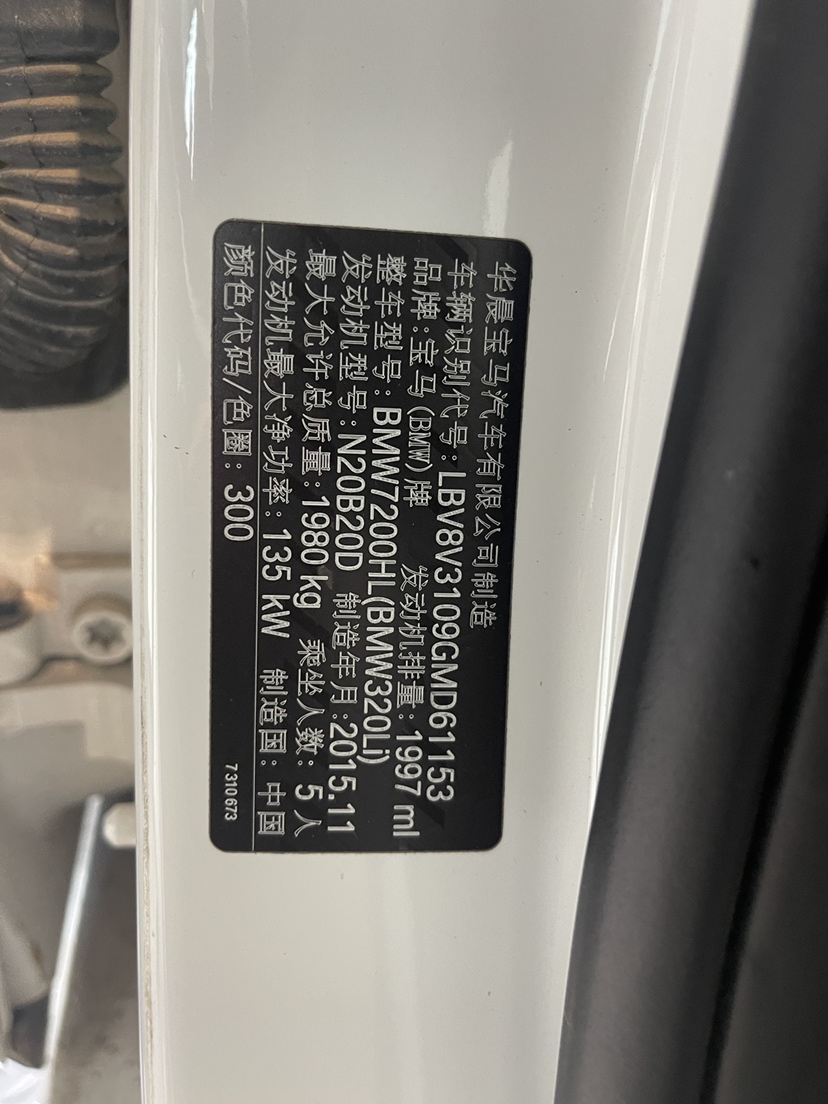 华晨宝马汽车有限公司制造
车辆识别代号:LBV8V3109GMD61153
品牌:宝马(BMW)牌 发动机排量:1997 ml
整车型号:BMW7200HL(BMW320Li)
发动机型号:N20B20D 制造年月:2015.11
最大允许总质量:1980 kg 乘坐人数:5人
发动机最大净功率:135 kW 制造国:中国
颜色代码/色圈:300
7 310 673